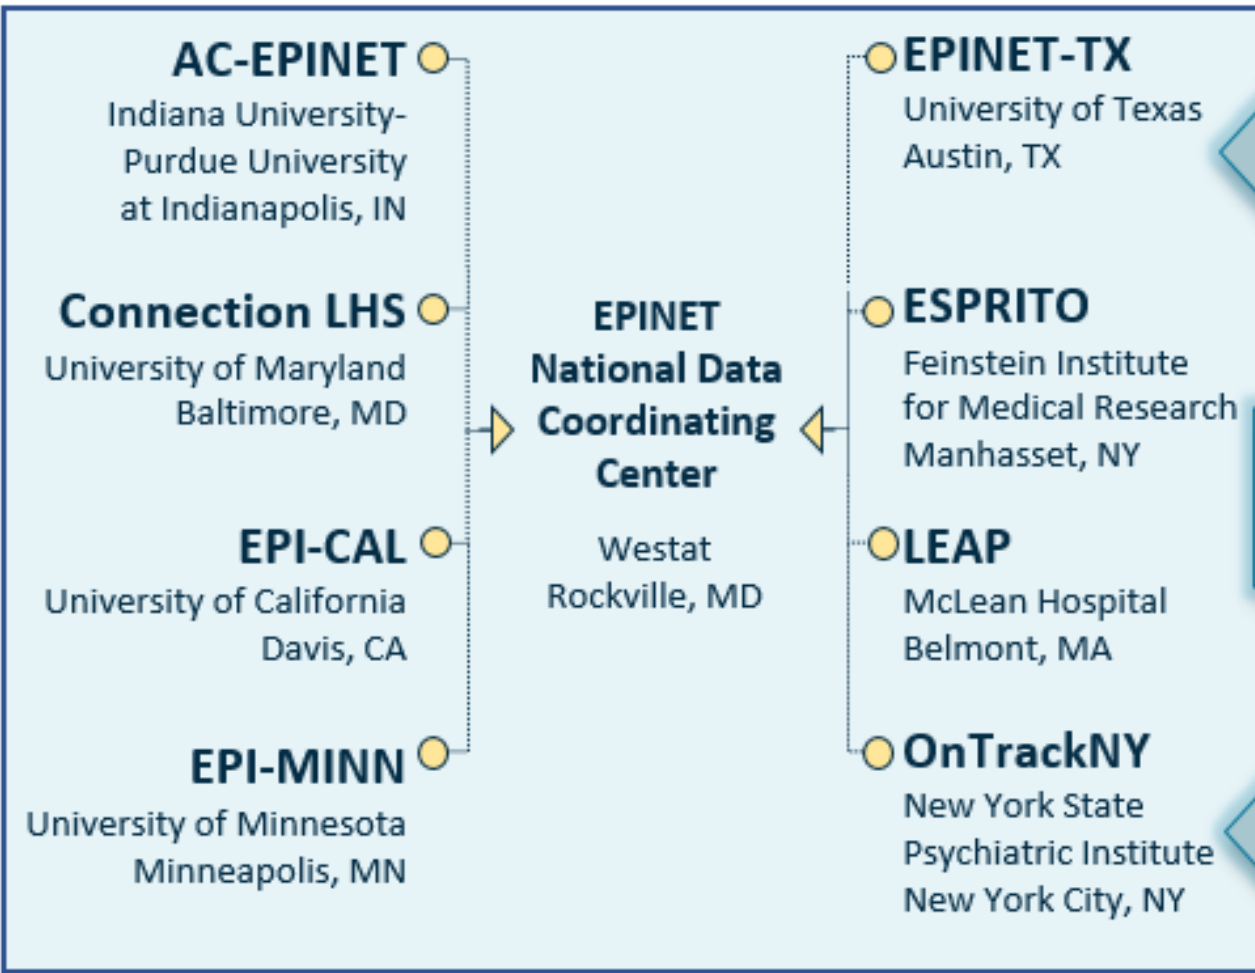 AC-EPINET
Indiana University-
Purdue University
at Indianapolis, IN
Connection LHS
University of Maryland
Baltimore, MD
EPI-CAL
University of California
Davis, CA
EPI-MINN
University of Minnesota
Minneapolis, MN
EPINET
National Data
Coordinating
Center
Westat
Rockville, MD
EPINET-TX
University of Texas
Austin, TX
ESPRITO
Feinstein Institute
for Medical Research
Manhasset, NY
LEAP
McLean Hospital
Belmont, MA
OnTrackNY
New York State
Psychiatric Institute
New York City, NY